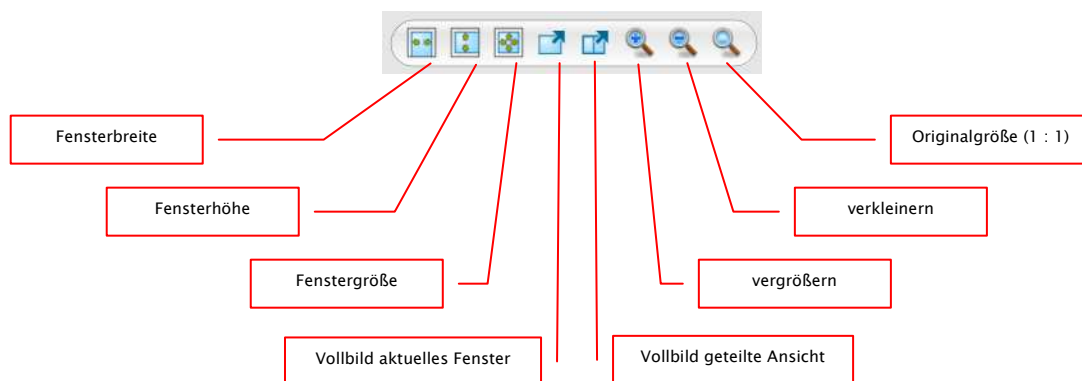 Fensterbreite
Originalgröße (1 : 1)
Fensterhöhe
verkleinern
Fenstergröße
vergrößern
Vollbild aktuelles Fenster
Vollbild geteilte Ansicht